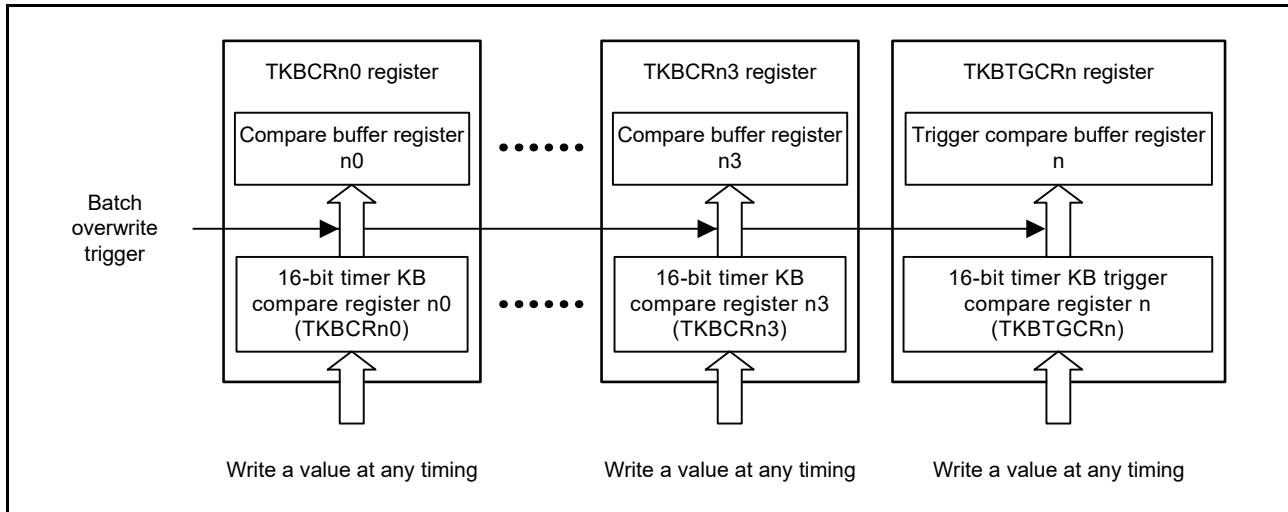 TKBCRn0 register
TKBCRn3 register
TKBTGCRn register
Compare buffer register
n0
Compare buffer register
n3
Trigger compare buffer register
n
Batch
overwrite
trigger
16-bit timer KB
compare register n0
(TKBCRn0)
16-bit timer KB
compare register n3
(TKBCRn3)
16-bit timer KB trigger
compare register n
(TKBTGCRn)
Write a value at any timing
Write a value at any timing
Write a value at any timing